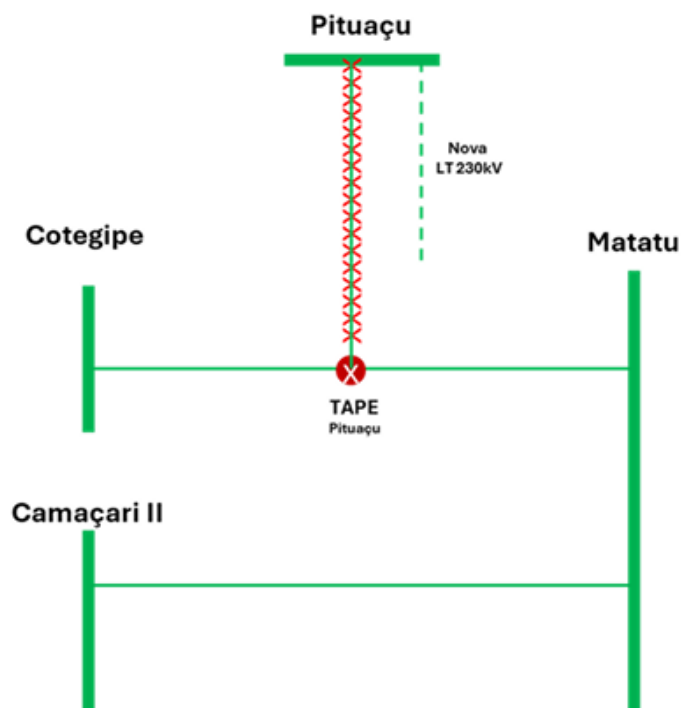 Pituaçu
Nova
LT 230kV
Cotegipe
Matatu
X
TAPE
Pituaçu
Camaçari II